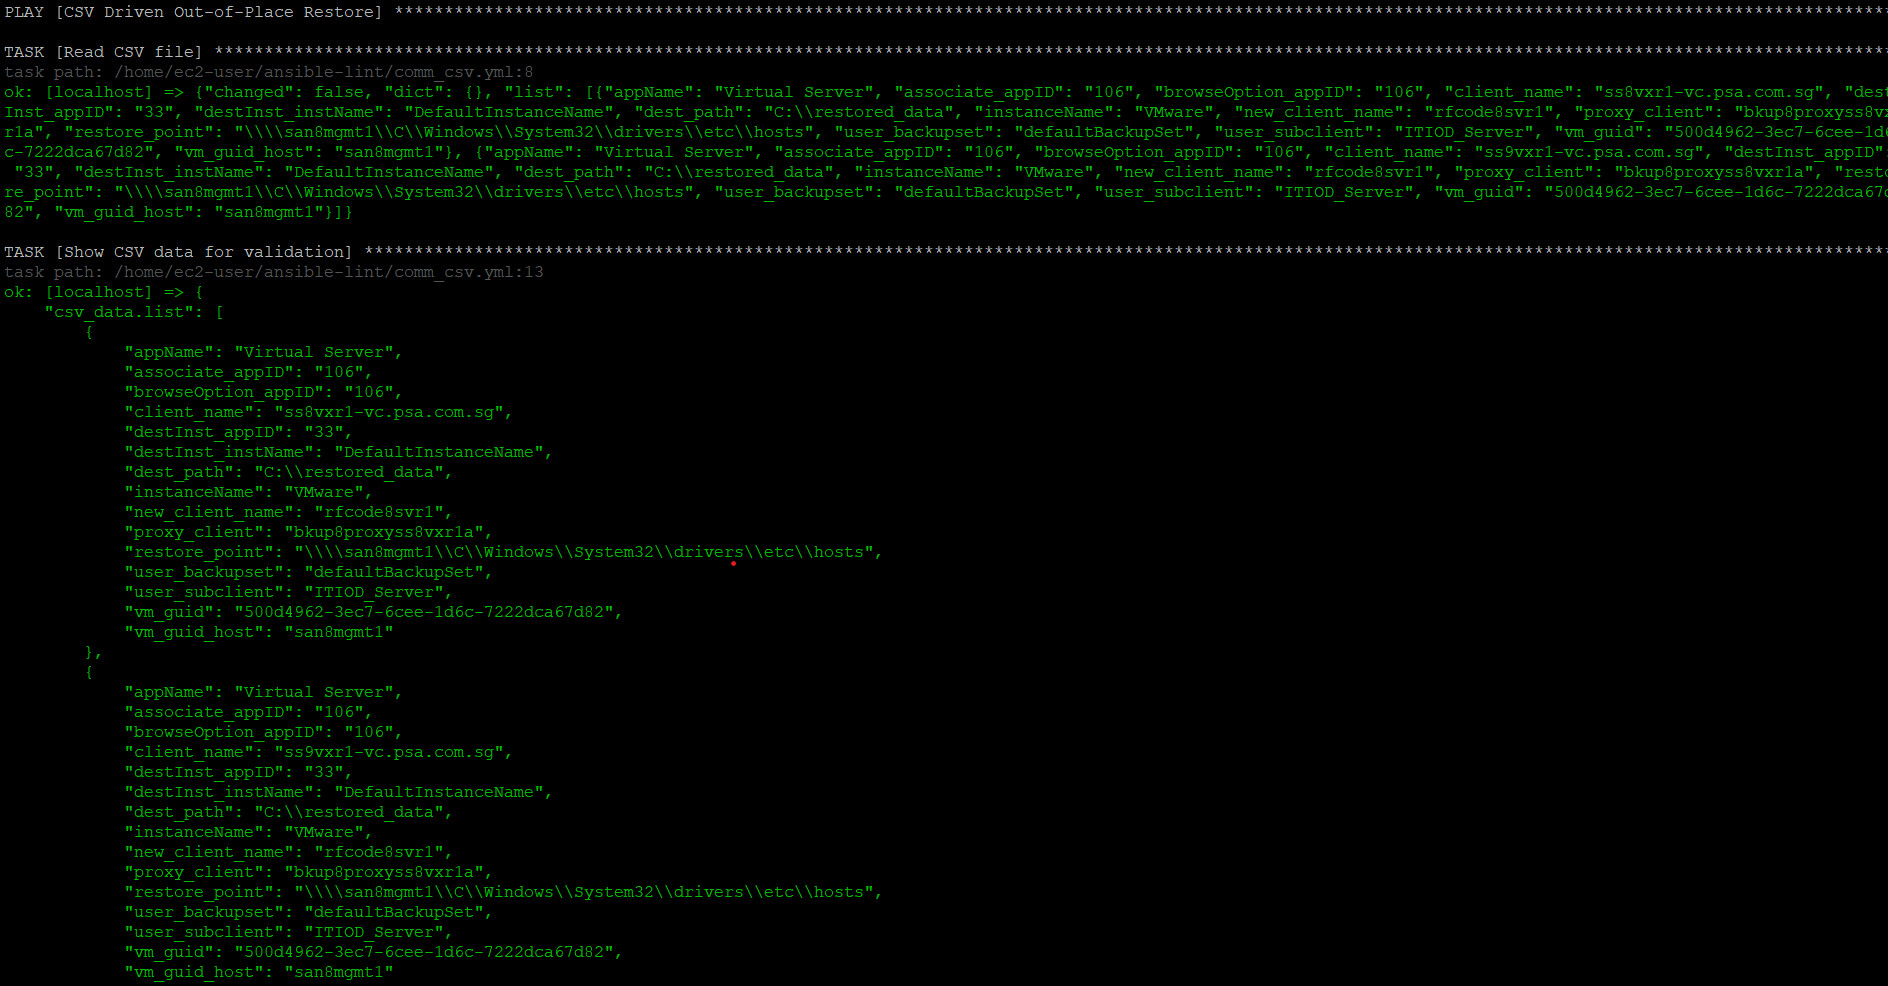 PLAY [CSV Driven Out-of-Place Restore] ******************************************************************************************************************************************************
TASK [Read CSV file] ************************************************************************************************************************************************************************
task path: /home/ec2-user/ansible-lint/comm_csv.yml:8
ok: [localhost] => {"changed": false, "dict": {}, "list": [{"appName": "Virtual Server", "associate_appID": "106", "browseOption_appID": "106", "client_name": "ss8vxr1-vc.psa.com.sg", "dest
Inst_appID": "33", "destInst_instName": "DefaultInstanceName", "dest_path": "C:\\restored_data", "instanceName": "VMware", "new_client_name": "rfcode8svr1", "proxy_client": "bkup8proxyss8vx
r1a", "restore_point": "\\\\san8mgmt1\\C\\Windows\\System32\\drivers\\etc\\hosts", "user_backupset": "defaultBackupSet", "user_subclient": "ITIOD_Server", "vm_guid": "500d4962-3ec7-6cee-1d6
c-7222dca67d82", "vm_guid_host": "san8mgmt1"}, {"appName": "Virtual Server", "associate_appID": "106", "browseOption_appID": "106", "client_name": "ss9vxr1-vc.psa.com.sg", "destInst_appID":
"33", "destInst_instName": "DefaultInstanceName", "dest_path": "C:\\restored_data", "instanceName": "VMware", "new_client_name": "rfcode8svr1", "proxy_client": "bkup8proxyss8vxr1a", "resto
re_point": "\\\\san8mgmt1\\C\\Windows\\System32\\drivers\\etc\\hosts", "user_backupset": "defaultBackupSet", "user_subclient": "ITIOD_Server", "vm_guid": "500d4962-3ec7-6cee-1d6c-7222dca67d
82", "vm_guid_host": "san8mgmt1"}]}
TASK [Show CSV data for validation] *********************************************************************************************************************************************************
task path: /home/ec2-user/ansible-lint/comm_csv.yml:13
ok: [localhost] => {
"csv_data.list": [
{
"appName": "Virtual Server",
"associate_appID": "106",
"browseOption_appID": "106",
"client_name": "ss8vxr1-vc.psa.com.sg",
"destInst_appID": "33",
"destInst_instName": "DefaultInstanceName",
"dest_path": "C:\\restored_data",
"instanceName": "VMware",
"new_client_name": "rfcode8svr1",
"proxy_client": "bkup8proxyss8vxr1a",
"restore_point": "\\\\san8mgmt1\\C\\Windows\\System32\\drivers\\etc\\hosts",
"user_backupset": "defaultBackupSet",
"user_subclient": "ITIOD_Server",
"vm_guid": "500d4962-3ec7-6cee-1d6c-7222dca67d82",
"vm_guid_host": "san8mgmt1"
},
{
"appName": "Virtual Server",
"associate_appID": "106",
"browseOption_appID": "106",
"client_name": "ss9vxr1-vc.psa.com.sg",
"destInst_appID": "33",
"destInst_instName": "DefaultInstanceName",
"dest_path": "C:\\restored_data",
"instanceName": "VMware",
"new_client_name": "rfcode8svr1",
"proxy_client": "bkup8proxyss8vxr1a",
"restore_point": "\\\\san8mgmt1\\C\\Windows\\System32\\drivers\\etc\\hosts",
"user_backupset": "defaultBackupSet",
"user_subclient": "ITIOD_Server",
"vm_guid": "500d4962-3ec7-6cee-1d6c-7222dca67d82",
"vm_guid_host": "san8mgmt1"